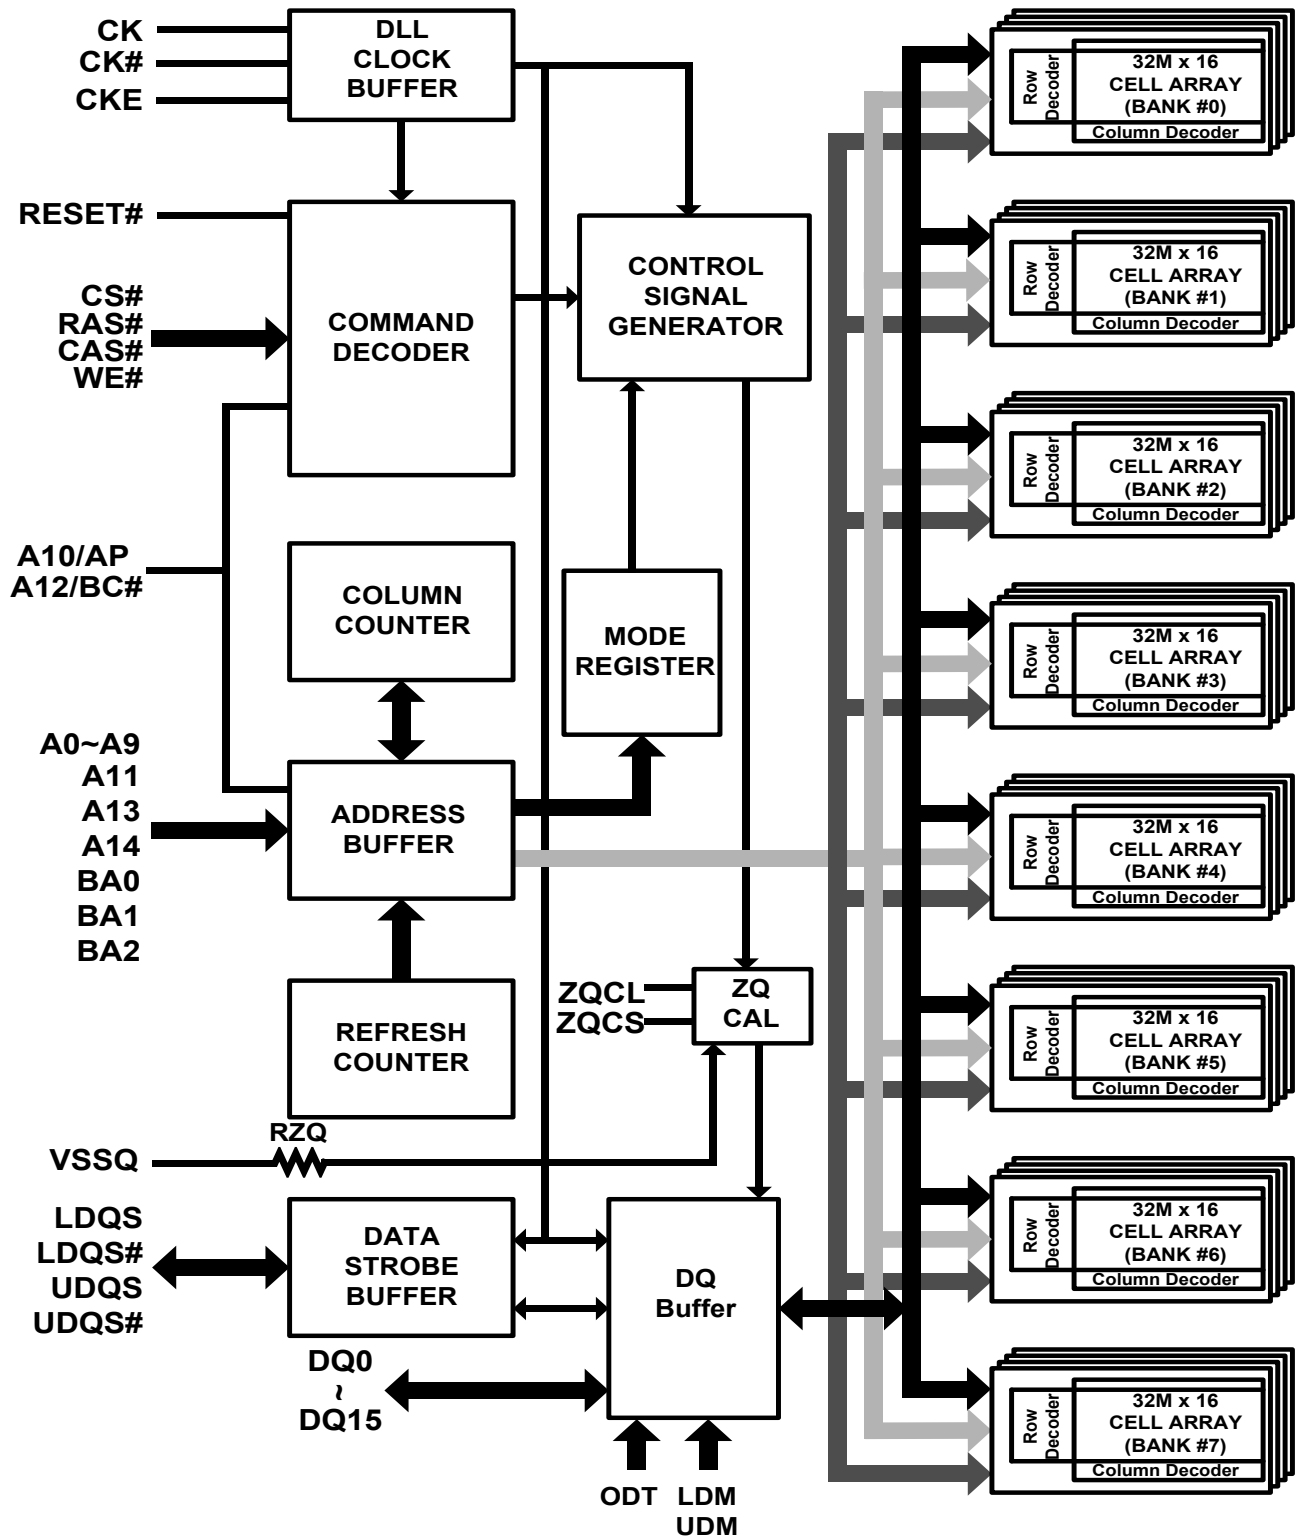 CK
CK#
CKE
DLL
CLOCK
BUFFER
RESET#
CS#
RAS#
CAS#
WE#
COMMAND
DECODER
CONTROL
SIGNAL
GENERATOR
A10/AP
A12/BC#
COLUMN
COUNTER
MODE
REGISTER
A0~A9
A11
A13
A14
BA0
BA1
BA2
ADDRESS
BUFFER
REFRESH
COUNTER
ZQCL
ZQCS
ZQ
CAL
RZQ
VSSQ
LDQS
LDQS#
UDQS
UDQS#
DATA
STROBE
BUFFER
DQ
Buffer
DQ0
~
DQ15
ODT
LDM
UDM
Row
Decoder
32M x 16
CELL ARRAY
(BANK #0)
Column Decoder
Row
Decoder
32M x 16
CELL ARRAY
(BANK #1)
Column Decoder
Row
Decoder
32M x 16
CELL ARRAY
(BANK #2)
Column Decoder
Row
Decoder
32M x 16
CELL ARRAY
(BANK #3)
Column Decoder
Row
Decoder
32M x 16
CELL ARRAY
(BANK #4)
Column Decoder
Row
Decoder
32M x 16
CELL ARRAY
(BANK #5)
Column Decoder
Row
Decoder
32M x 16
CELL ARRAY
(BANK #6)
Column Decoder
Row
Decoder
32M x 16
CELL ARRAY
(BANK #7)
Column Decoder